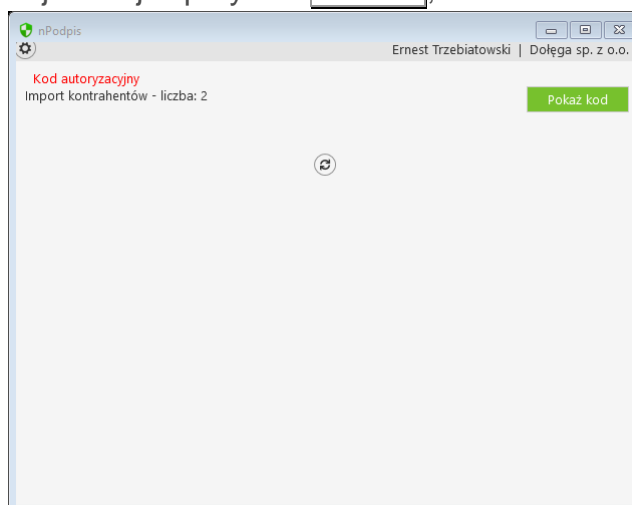 nPodpis
Ernest Trzebiatowski | Dołęga sp. z o.o.
Kod autoryzacyjny
Import kontrahentów - liczba: 2
Pokaż kod